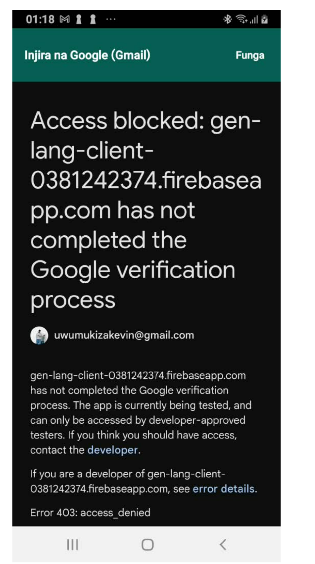 01:18
Injira na Google (Gmail) Funga
Access blocked: gen-
lang-client-
0381242374.firebasea
pp.com has not
completed the
Google verification
process
uwumukizakevin@gmail.com
gen-lang-client-0381242374.firebaseapp.com
has not completed the Google verification
process. The app is currently being tested, and
can only be accessed by developer-approved
testers. If you think you should have access,
contact the developer.
If you are a developer of gen-lang-client-
0381242374.firebaseapp.com, see error details.
Error 403: access_denied